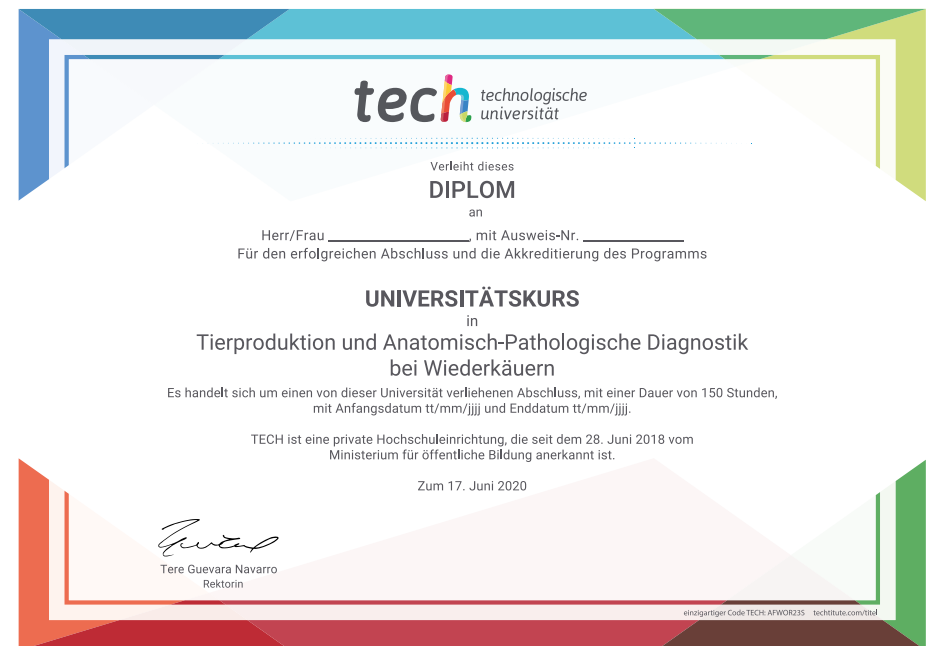 tech technologische
universität
Verleiht dieses
DIPLOM
an
Herr/Frau ____________________, mit Ausweis-Nr. ______________
Für den erfolgreichen Abschluss und die Akkreditierung des Programms
UNIVERSITÄTSKURS
in
Tierproduktion und Anatomisch-Pathologische Diagnostik
bei Wiederkäuern
Es handelt sich um einen von dieser Universität verliehenen Abschluss, mit einer Dauer von 150 Stunden,
mit Anfangsdatum tt/mm/jjjj und Enddatum tt/mm/jjjj.
TECH ist eine private Hochschuleinrichtung, die seit dem 28. Juni 2018 vom
Ministerium für öffentliche Bildung anerkannt ist.
Zum 17. Juni 2020
Tere Guevara Navarro
Rektorin
einzigartiger Code TECH: AFWOR23S techtitute.com/titel